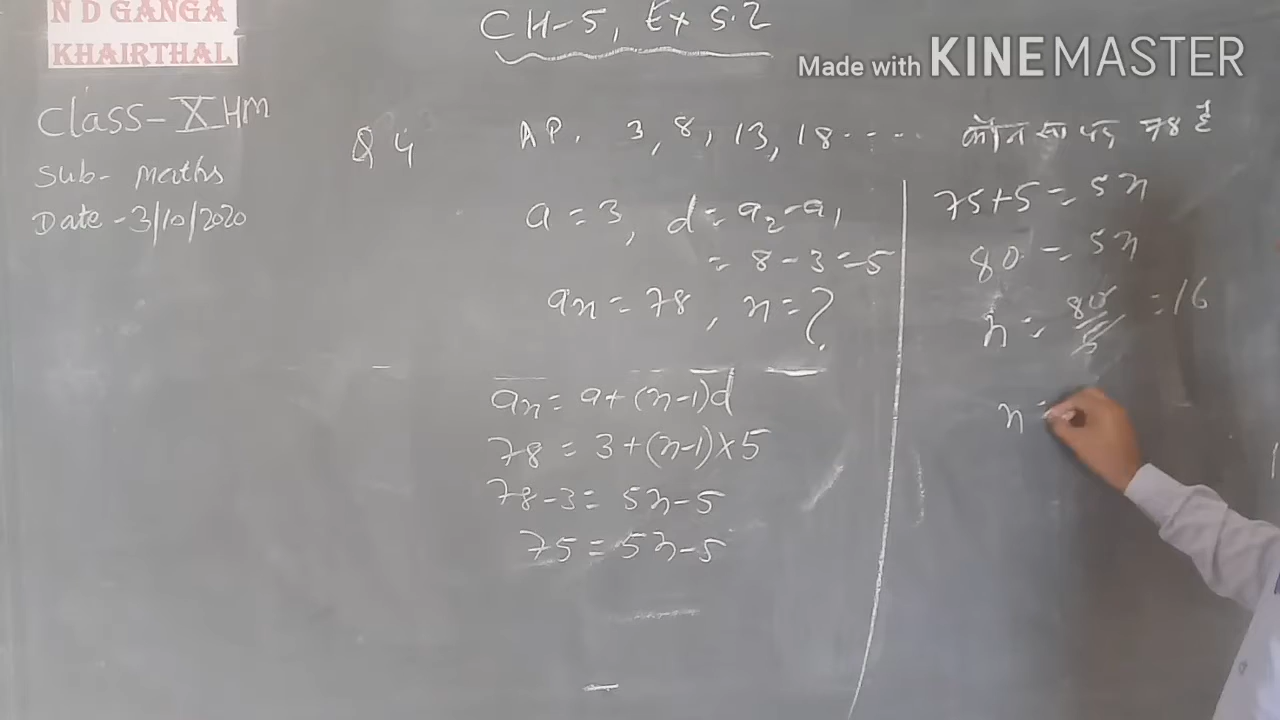 N D GANGA
KHAIRTHAL
CH-5, Ex 5.2
Made with KINEMASTER
Class - X HM
Sub - Maths
Date - 3/10/2020
Q 4 AP. 3, 8, 13, 18 ..... कौन सा पद 78 है
a = 3, d = a₂ - a₁
= 8 - 3 = 5
an = 78, n = ?
an = a + (n-1)d
78 = 3 + (n-1) × 5
78 - 3 = 5n - 5
75 = 5n - 5
75 + 5 = 5n
80 = 5n
n = 80/5 = 16
n =